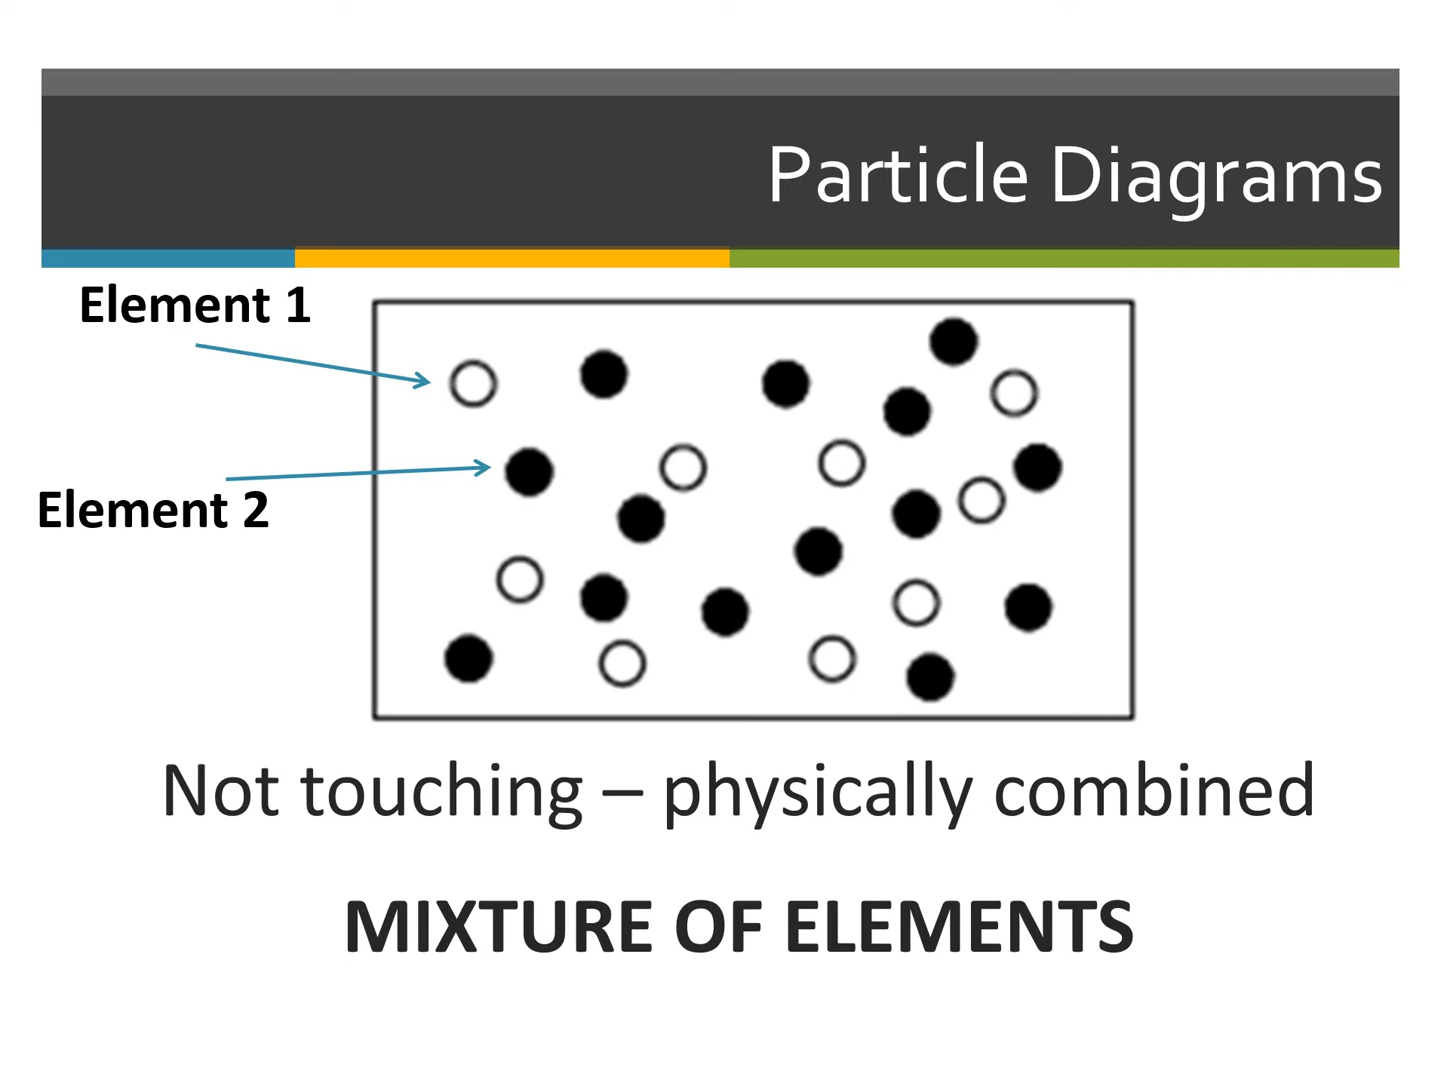 Particle Diagrams
Element 1
Element 2
Not touching – physically combined
MIXTURE OF ELEMENTS